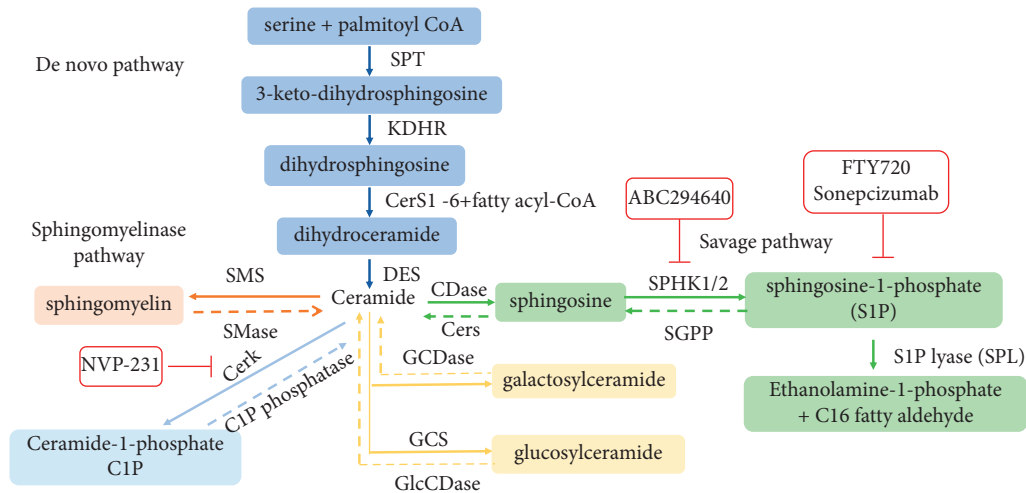 serine + palmitoyl CoA
De novo pathway
SPT
3-keto-dihydrosphingosine
KDHR
dihydrosphingosine
CerS1 -6+fatty acyl-CoA
dihydroceramide
DES
ABC294640
FTY720
Sonepcizumab
Savage pathway
Sphingomyelinase
pathway
SMS
sphingomyelin
SMase
Ceramide
CDase
Cers
sphingosine
SPHK1/2
SGPP
sphingosine-1-phosphate
(S1P)
S1P lyase (SPL)
Ethanolamine-1-phosphate
+ C16 fatty aldehyde
NVP-231
Cerk
C1P phosphatase
GCDase
galactosylceramide
Ceramide-1-phosphate
C1P
GCS
glucosylceramide
GlcCDase